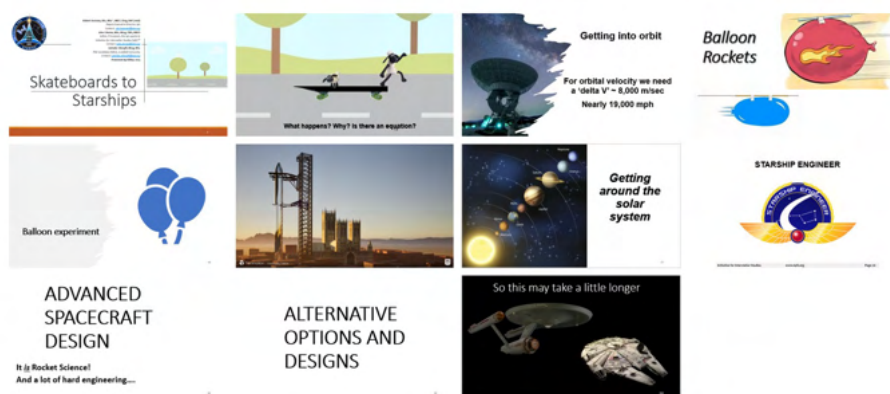 Skateboards to
Starships
What happens? Why? Is there an equation?
Getting into orbit
For orbital velocity we need
a 'delta V' ~ 8,000 m/sec
Nearly 19,000 mph
Balloon
Rockets
Balloon experiment
Getting
around the
solar
system
STARSHIP ENGINEER
STARSHIP ENGINEER
ADVANCED
SPACECRAFT
DESIGN
It is Rocket Science!
And a lot of hard engineering....
ALTERNATIVE
OPTIONS AND
DESIGNS
So this may take a little longer